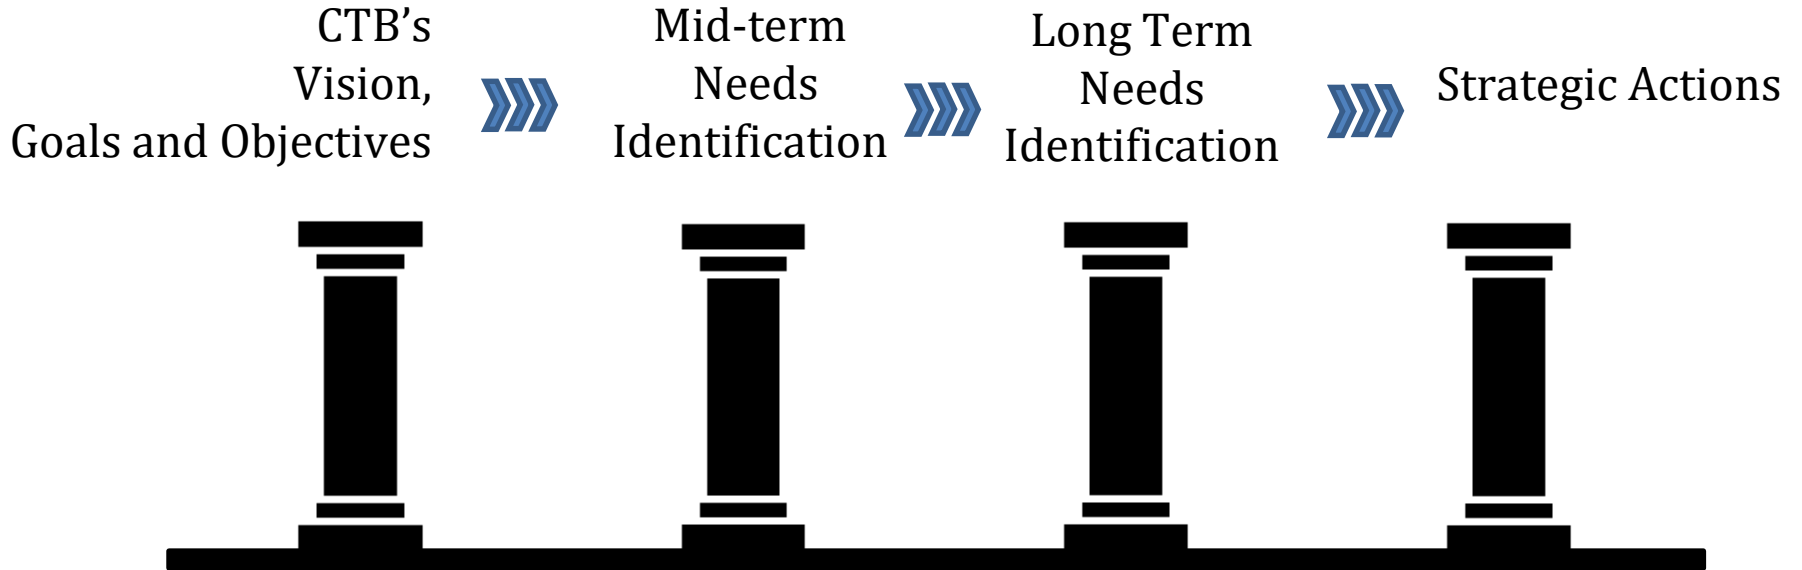 CTB’s
Vision,
Goals and Objectives
Mid-term
Needs
Identification
Long Term
Needs
Identification
Strategic Actions